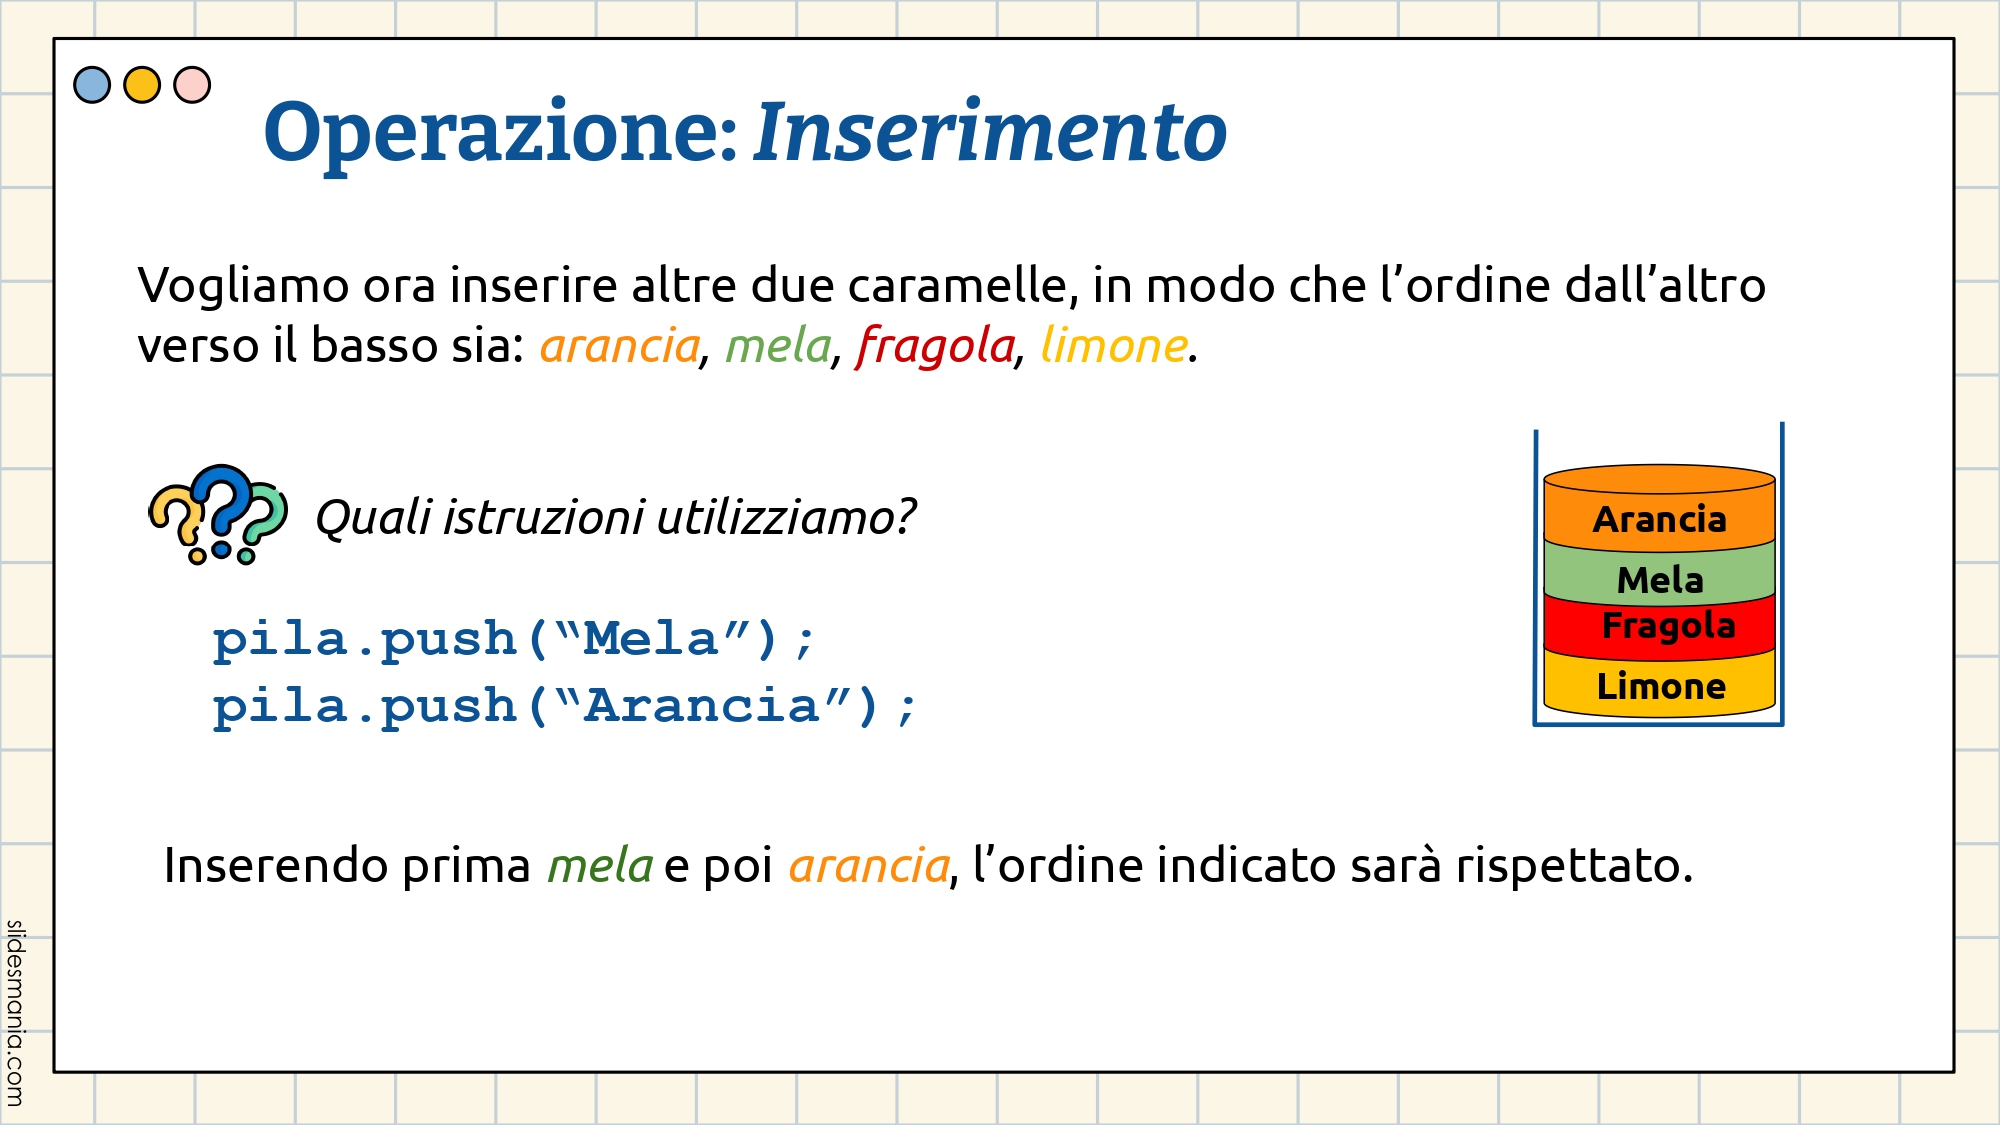 Operazione: Inserimento
Vogliamo ora inserire altre due caramelle, in modo che l’ordine dall’altro
verso il basso sia: arancia, mela, fragola, limone.
Quali istruzioni utilizziamo?
pila.push(“Mela”);
pila.push(“Arancia”);
Arancia
Mela
Fragola
Limone
Inserendo prima mela e poi arancia, l’ordine indicato sarà rispettato.
slidesmania.com